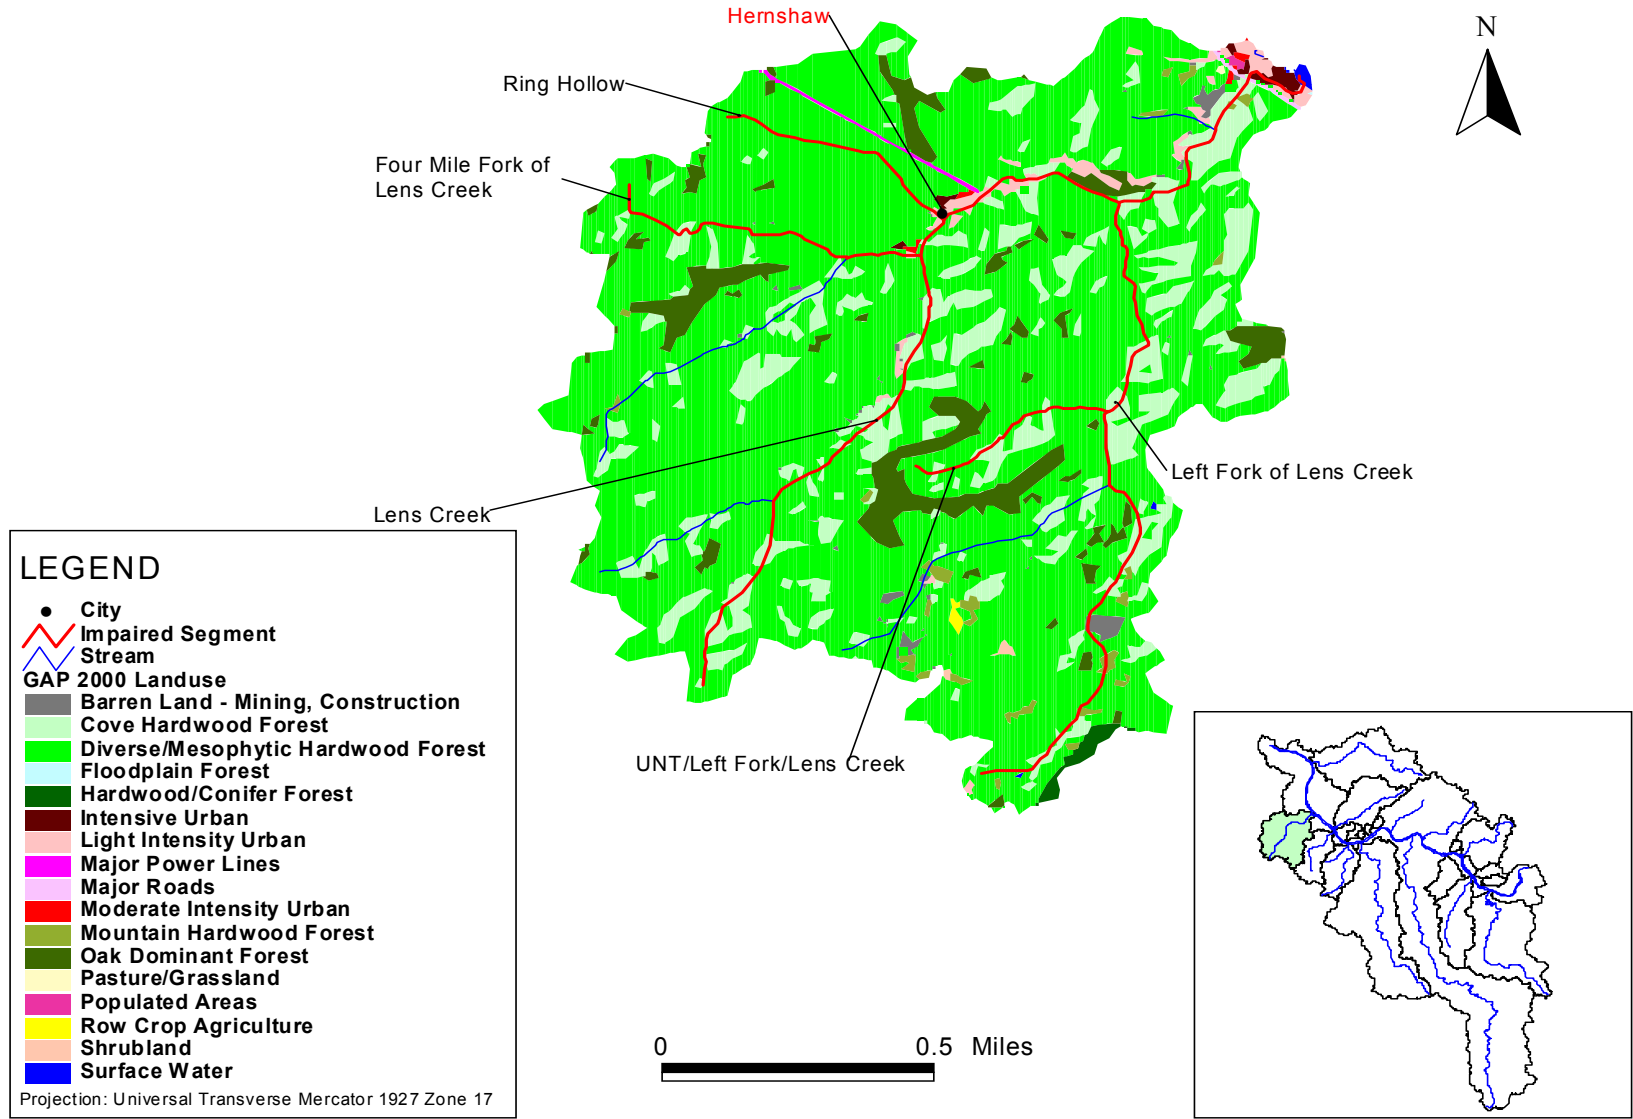 Hernshaw
N
Ring Hollow
Four Mile Fork of
Lens Creek
Left Fork of Lens Creek
Lens Creek
UNT/Left Fork/Lens Creek
LEGEND
City
Impaired Segment
Stream
GAP 2000 Landuse
Barren Land - Mining, Construction
Cove Hardwood Forest
Diverse/Mesophytic Hardwood Forest
Floodplain Forest
Hardwood/Conifer Forest
Intensive Urban
Light Intensity Urban
Major Power Lines
Major Roads
Moderate Intensity Urban
Mountain Hardwood Forest
Oak Dominant Forest
Pasture/Grassland
Populated Areas
Row Crop Agriculture
Shrubland
Surface Water
Projection: Universal Transverse Mercator 1927 Zone 17
0 0.5 Miles